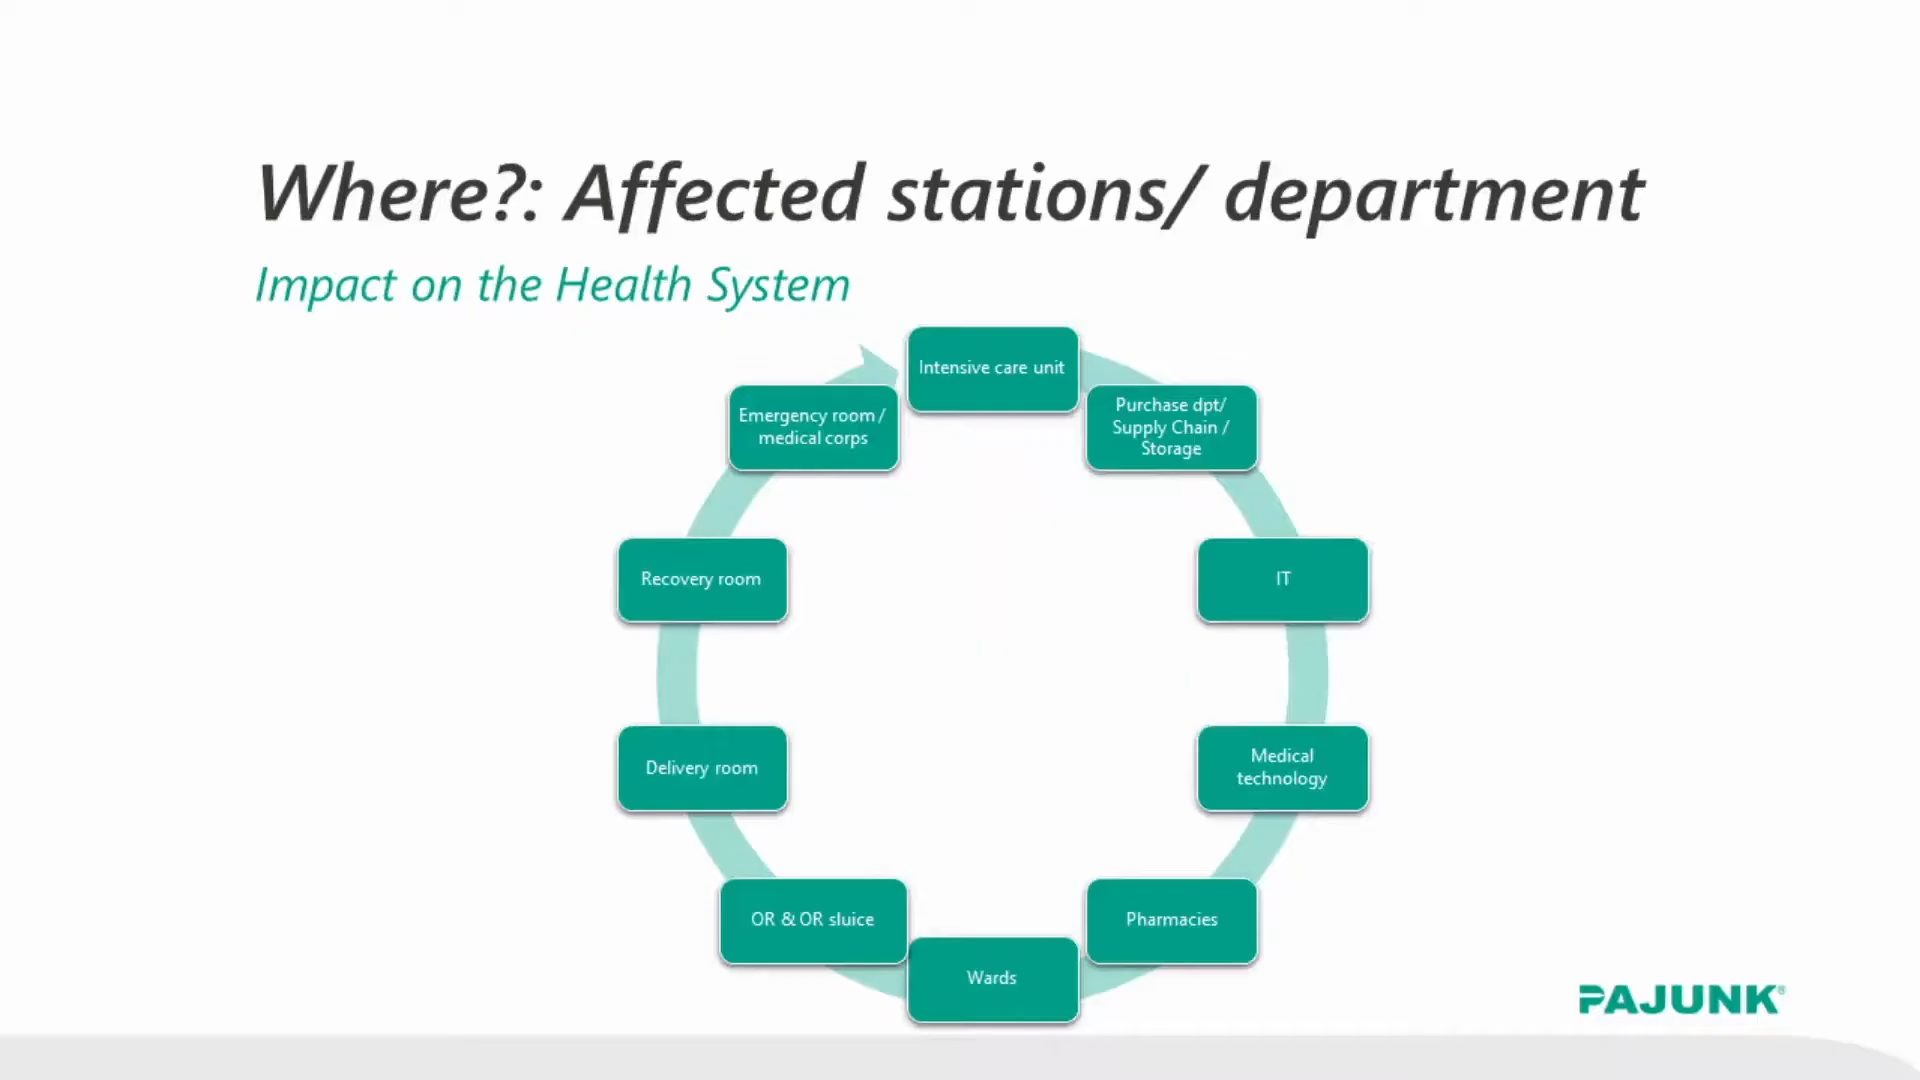 Where?: Affected stations/ department
Impact on the Health System
Intensive care unit
Purchase dpt/
Supply Chain /
Storage
IT
Medical
technology
Pharmacies
Wards
OR & OR sluice
Delivery room
Recovery room
Emergency room /
medical corps
PAJUNK®